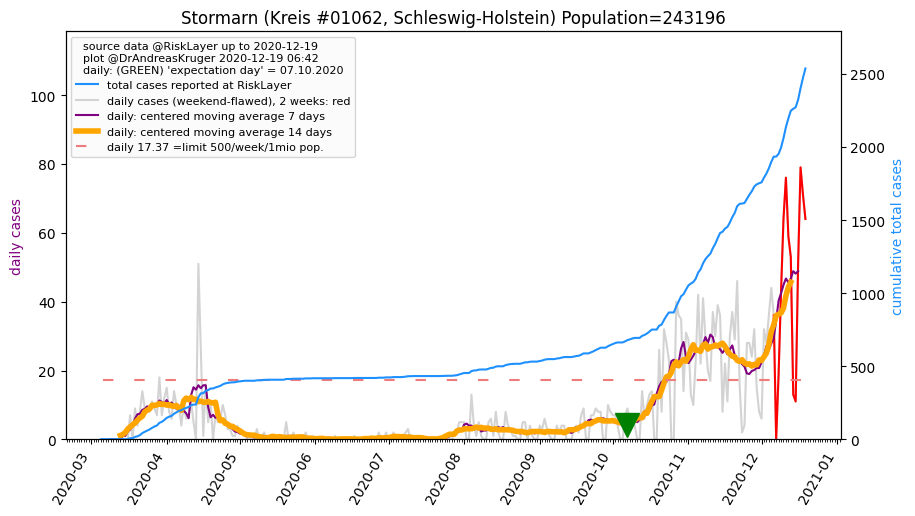 Stormarn (Kreis #01062, Schleswig-Holstein) Population=243196
source data @RiskLayer up to 2020-12-19
plot @DrAndreasKruger 2020-12-19 06:42
daily: (GREEN) 'expectation day' = 07.10.2020
total cases reported at RiskLayer
daily cases (weekend-flawed), 2 weeks: red
daily: centered moving average 7 days
daily: centered moving average 14 days
daily 17.37 =limit 500/week/1mio pop.
daily cases
100
80
60
40
20
0
cumulative total cases
2500
2000
1500
1000
500
0
2020-03
2020-04
2020-05
2020-06
2020-07
2020-08
2020-09
2020-10
2020-11
2020-12
2021-01